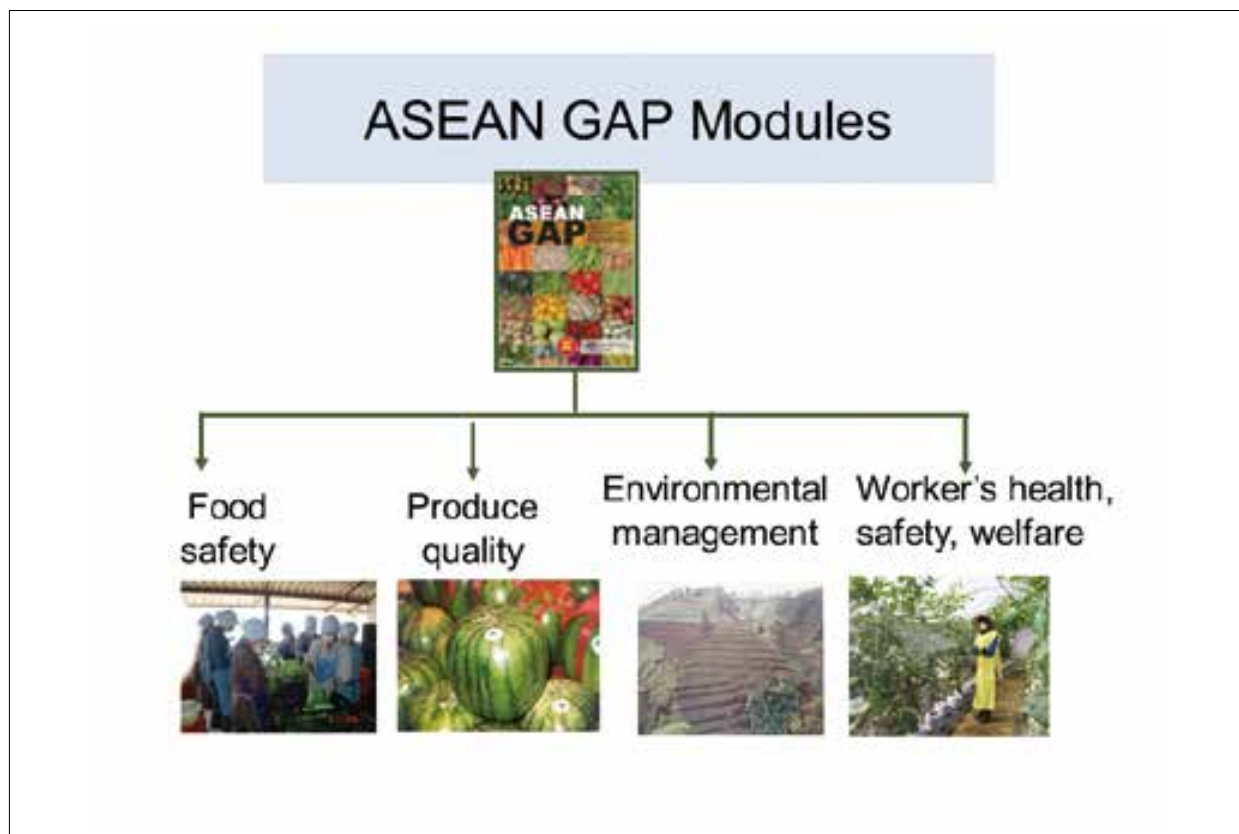 ASEAN GAP Modules
ASEAN
GAP
Food
safety
Produce
quality
Environmental
management
Worker's health,
safety, welfare